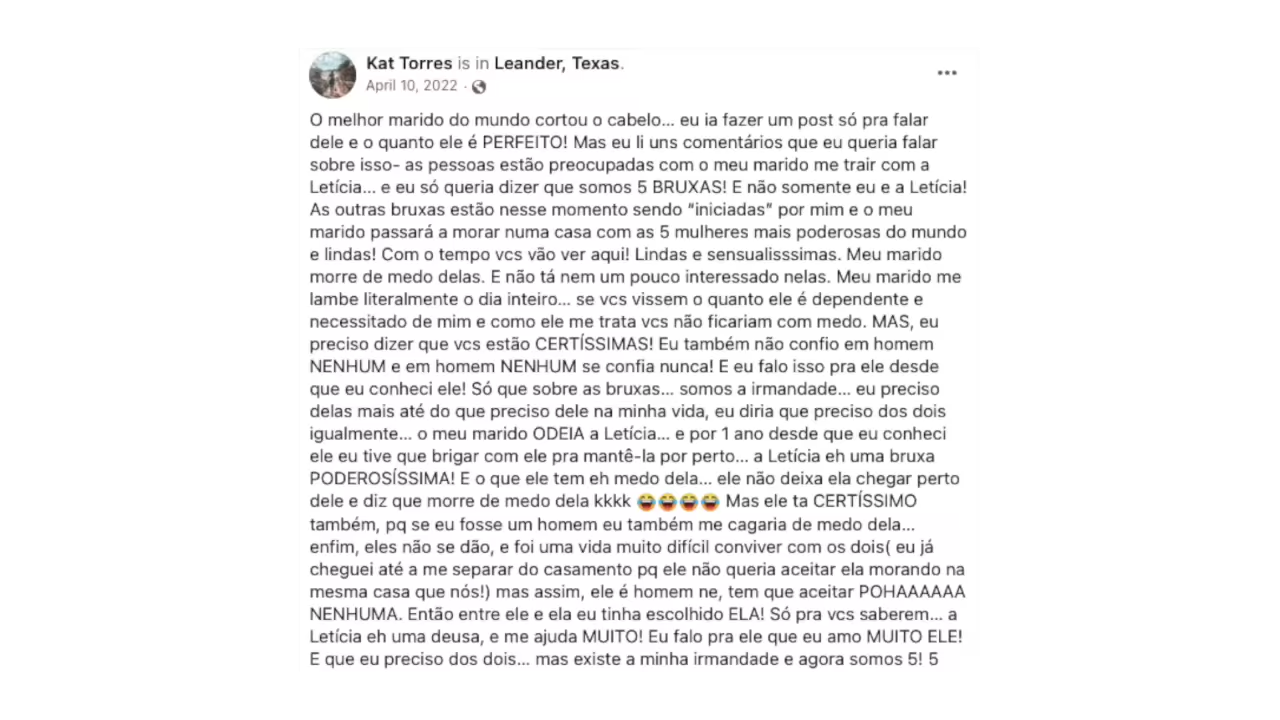 Kat Torres is in Leander, Texas.
April 10, 2022 ·
O melhor marido do mundo cortou o cabelo... eu ia fazer um post só pra falar
dele e o quanto ele é PERFEITO! Mas eu li uns comentários que eu queria falar
sobre isso- as pessoas estão preocupadas com o meu marido me trair com a
Letícia... e eu só queria dizer que somos 5 BRUXAS! E não somente eu e a Letícia!
As outras bruxas estão nesse momento sendo “iniciadas” por mim e o meu
marido passará a morar numa casa com as 5 mulheres mais poderosas do mundo
e lindas! Com o tempo vcs vão ver aqui! Lindas e sensualisssimas. Meu marido
morre de medo delas. E não tá nem um pouco interessado nelas. Meu marido me
lambe literalmente o dia inteiro... se vcs vissem o quanto ele é dependente e
necessitado de mim e como ele me trata vcs não ficariam com medo. MAS, eu
preciso dizer que vcs estão CERTÍSSIMAS! Eu também não confio em homem
NENHUM e em homem NENHUM se confia nunca! E eu falo isso pra ele desde
que eu conheci ele! Só que sobre as bruxas... somos a irmandade... eu preciso
delas mais até do que preciso dele na minha vida, eu diria que preciso dos dois
igualmente... o meu marido ODEIA a Letícia... e por 1 ano desde que eu conheci
ele eu tive que brigar com ele pra mantê-la por perto... a Letícia eh uma bruxa
PODEROSÍSSIMA! E o que ele tem eh medo dela... ele não deixa ela chegar perto
dele e diz que morre de medo dela kkkk 😂😂😂😂 Mas ele ta CERTÍSSIMO
também, pq se eu fosse um homem eu também me cagaria de medo dela...
enfim, eles não se dão, e foi uma vida muito difícil conviver com os dois( eu já
cheguei até a me separar do casamento pq ele não queria aceitar ela morando na
mesma casa que nós!) mas assim, ele é homem ne, tem que aceitar POHAAAAAA
NENHUMA. Então entre ele e ela eu tinha escolhido ELA! Só pra vcs saberem... a
Letícia eh uma deusa, e me ajuda MUITO! Eu falo pra ele que eu amo MUITO ELE!
E que eu preciso dos dois... mas existe a minha irmandade e agora somos 5! 5